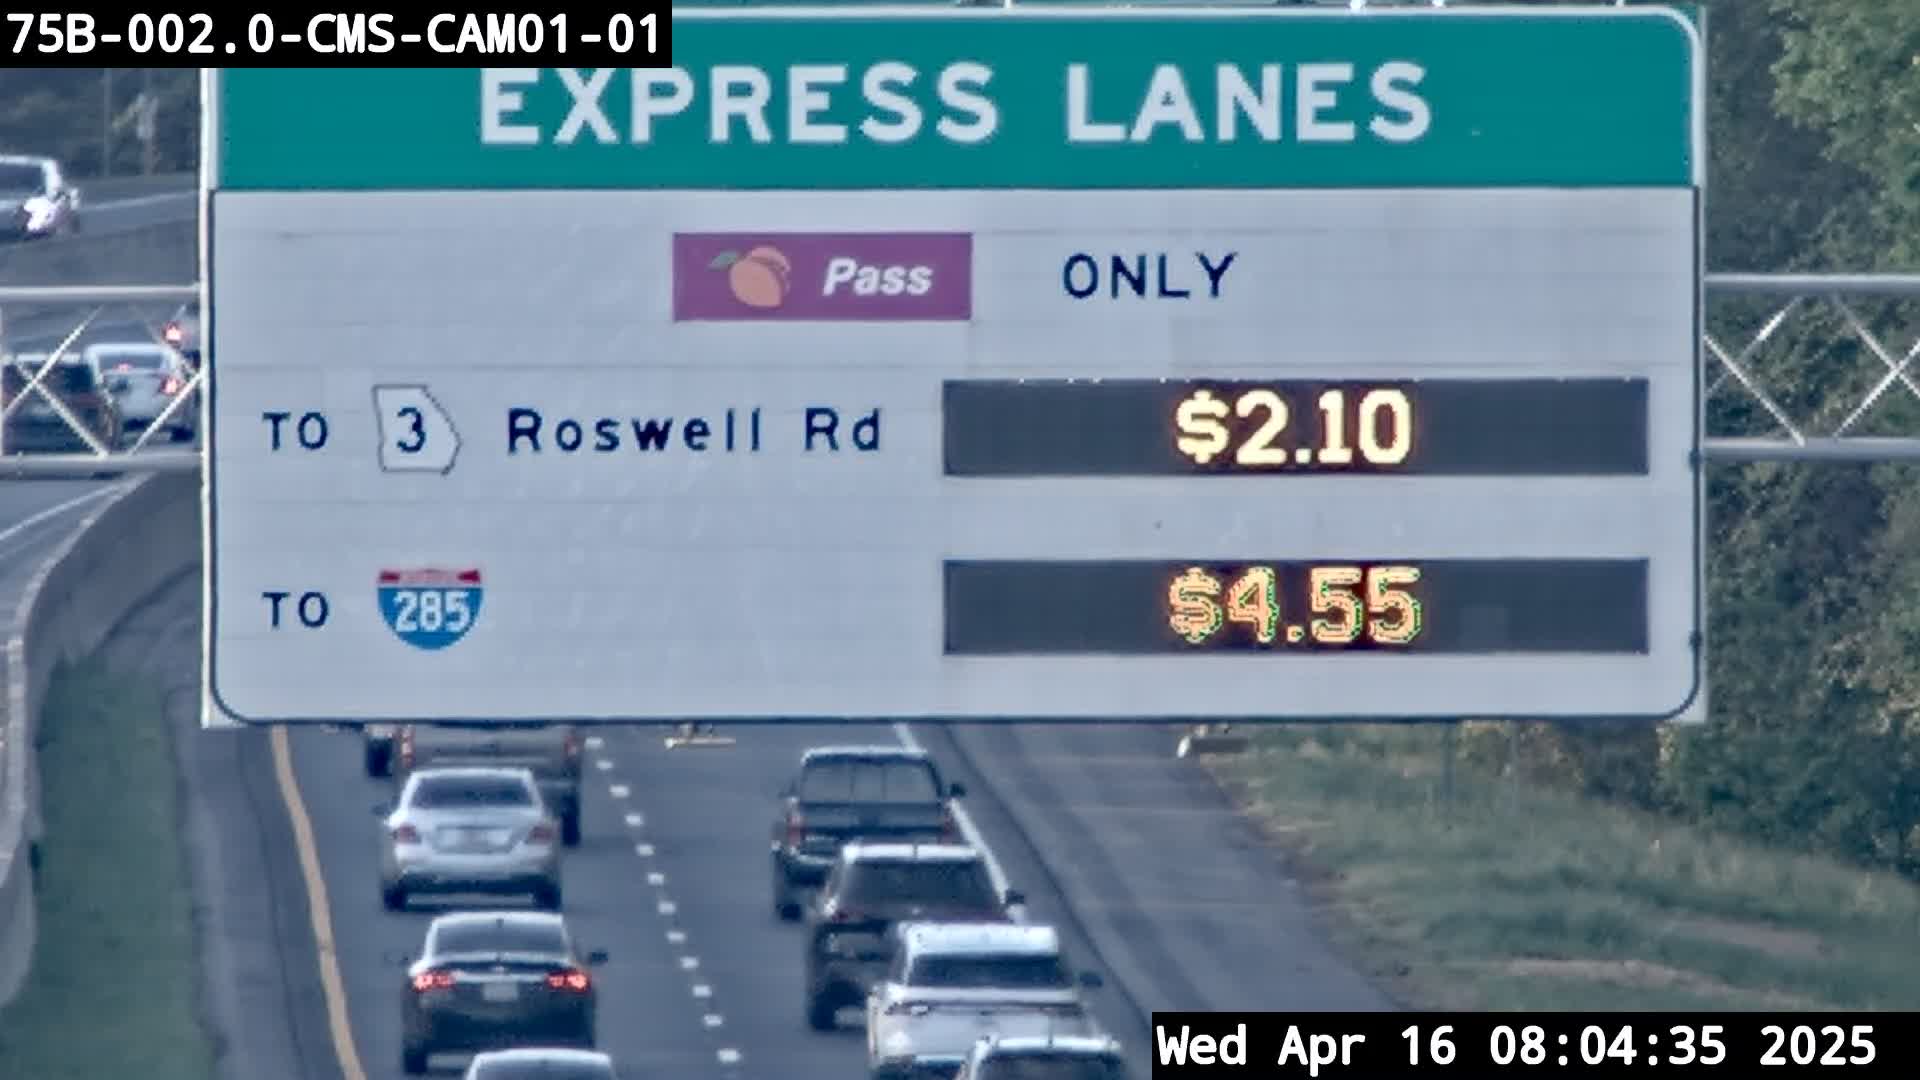 75B-002.0-CMS-CAM01-01
EXPRESS LANES
Pass ONLY
TO 3 Roswell Rd $2.10
TO 285 $4.55
Wed Apr 16 08:04:35 2025